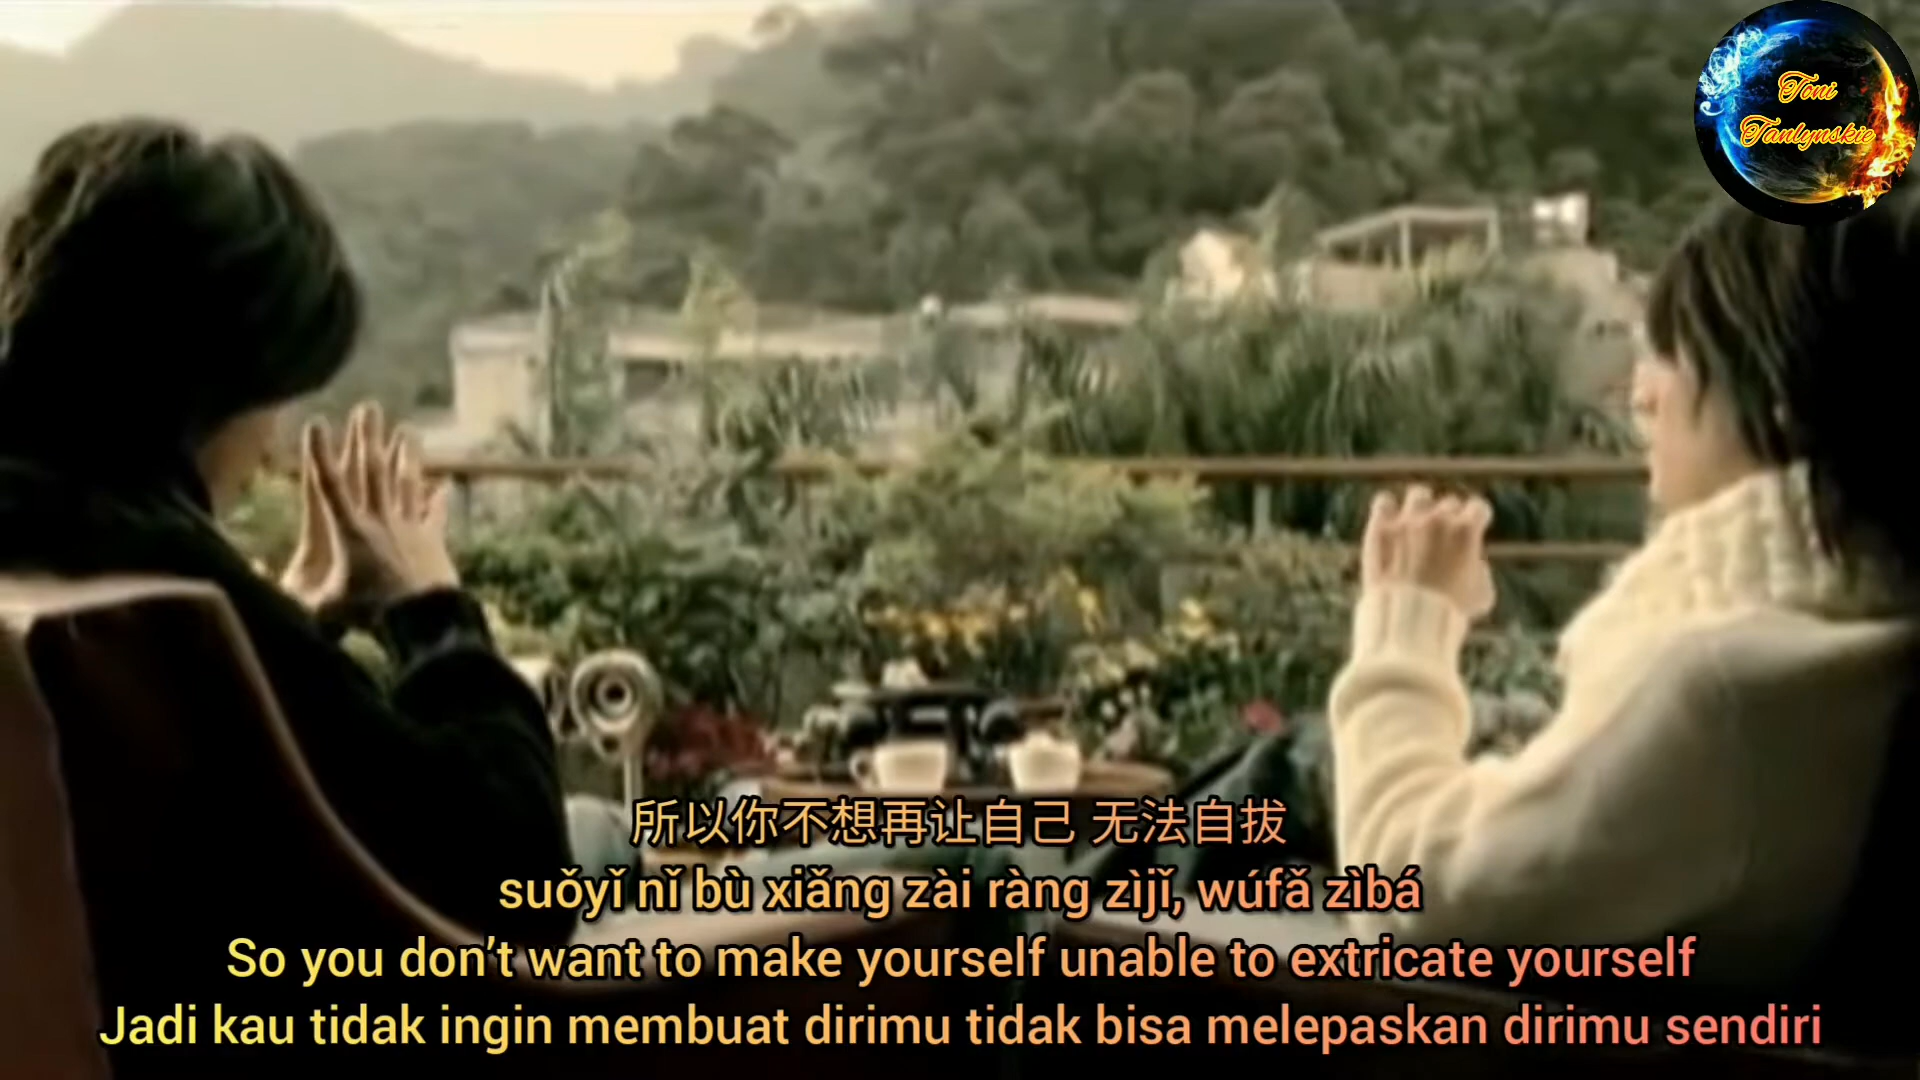 Toni
Tanlynskie
所以你不想再让自己 无法自拔
suǒyǐ nǐ bù xiǎng zài ràng zìjǐ, wúfǎ zìbá
So you don’t want to make yourself unable to extricate yourself
Jadi kau tidak ingin membuat dirimu tidak bisa melepaskan dirimu sendiri